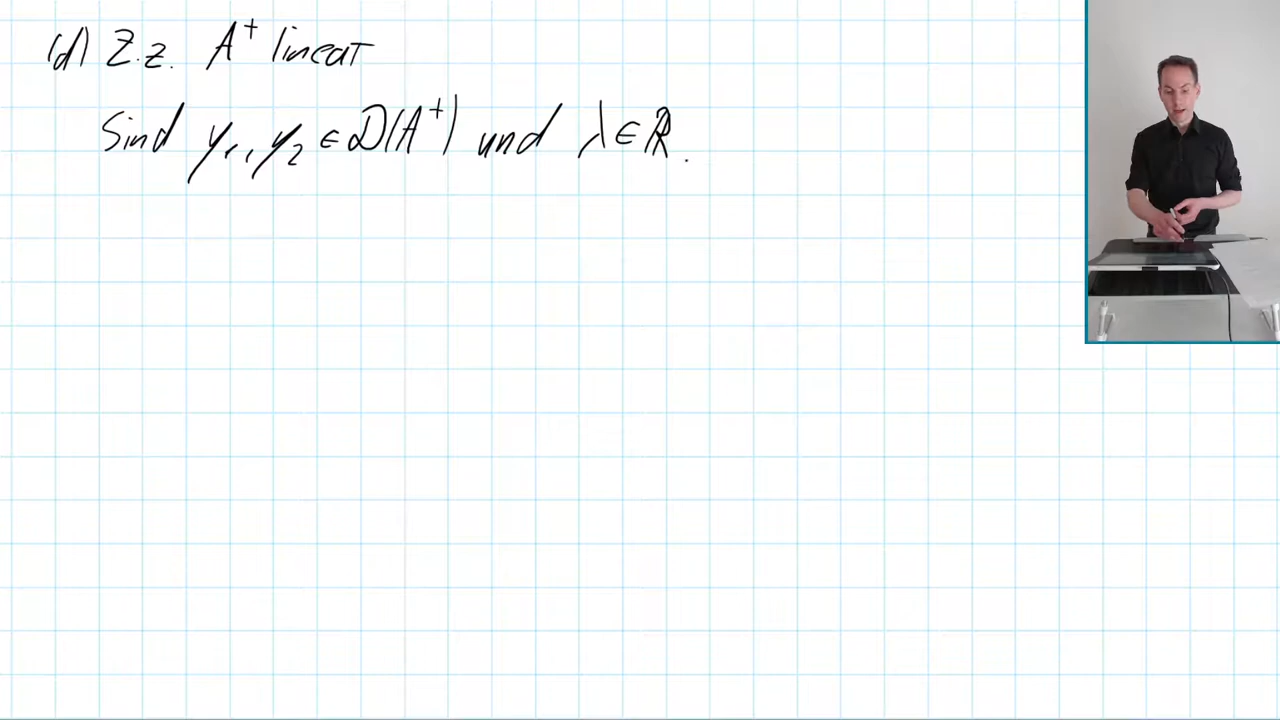 (d) Z.z. A⁺ linear
Sind y₁, y₂ ∈ D(A⁺) und λ ∈ ℝ.